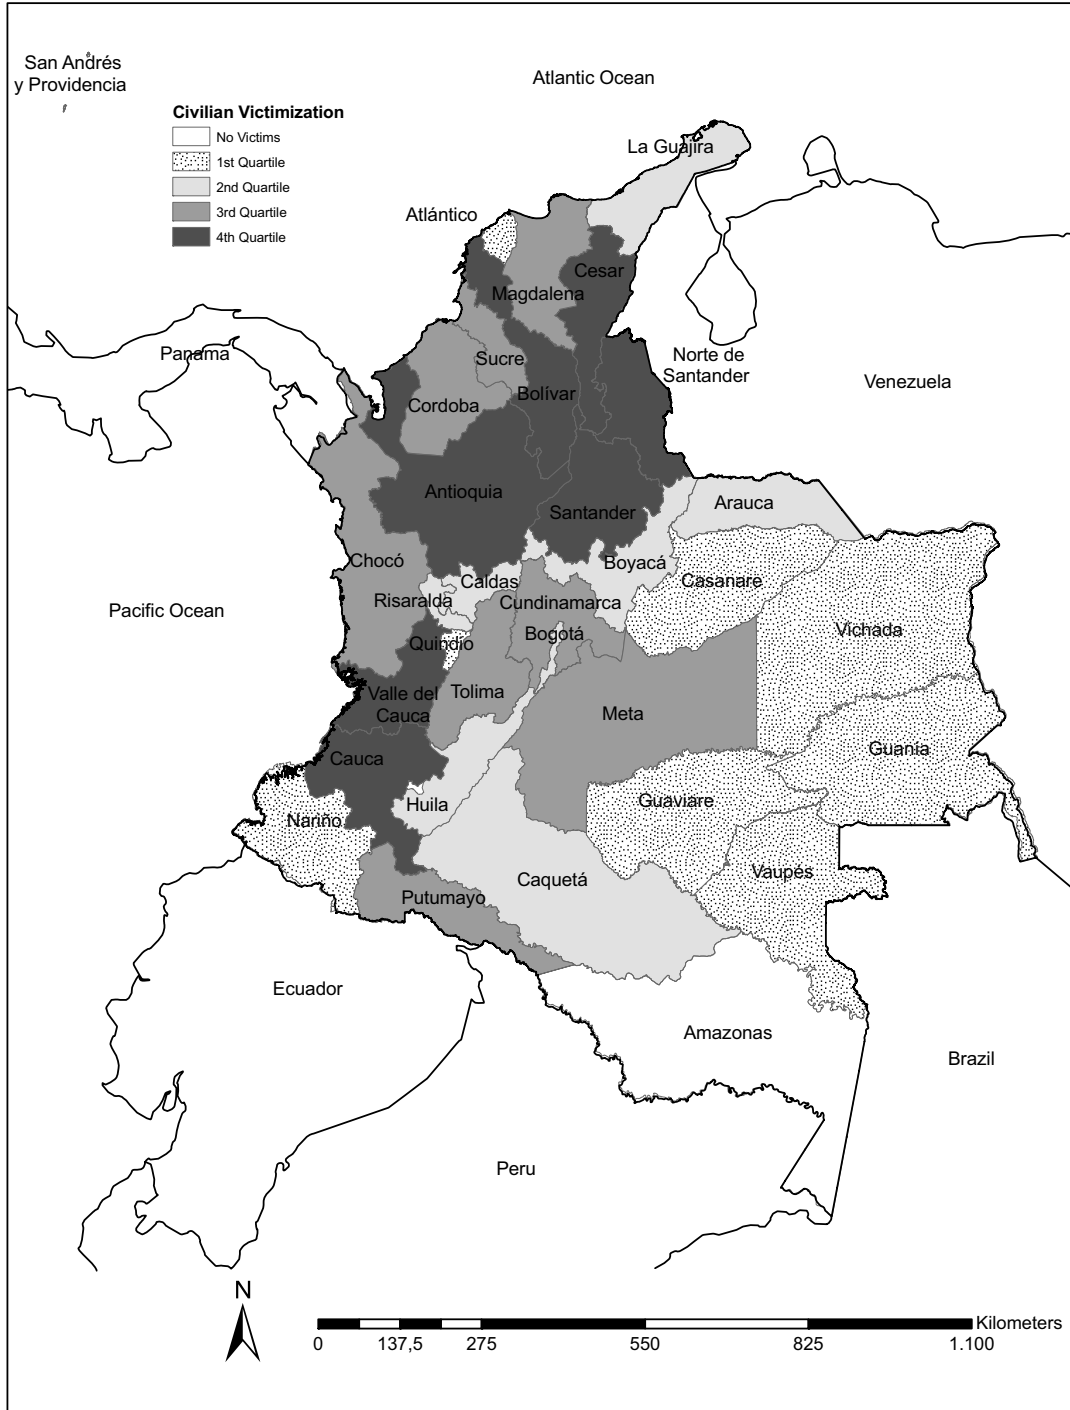 San Andrés
y Providencia
Atlantic Ocean
Civilian Victimization
No Victims
1st Quartile
2nd Quartile
3rd Quartile
4th Quartile
La Guajira
Atlántico
Cesar
Magdalena
Panama
Sucre
Norte de
Santander
Venezuela
Bolívar
Cordoba
Antioquia
Santander
Arauca
Chocó
Boyacá
Caldas
Casanare
Risaralda
Cundinamarca
Pacific Ocean
Bogotá
Vichada
Quindío
Valle del
Cauca
Tolima
Meta
Guanía
Cauca
Huila
Guaviare
Nariño
Vaupés
Caquetá
Putumayo
Ecuador
Amazonas
Brazil
Peru
N
Kilometers
0 137,5 275 550 825 1.100